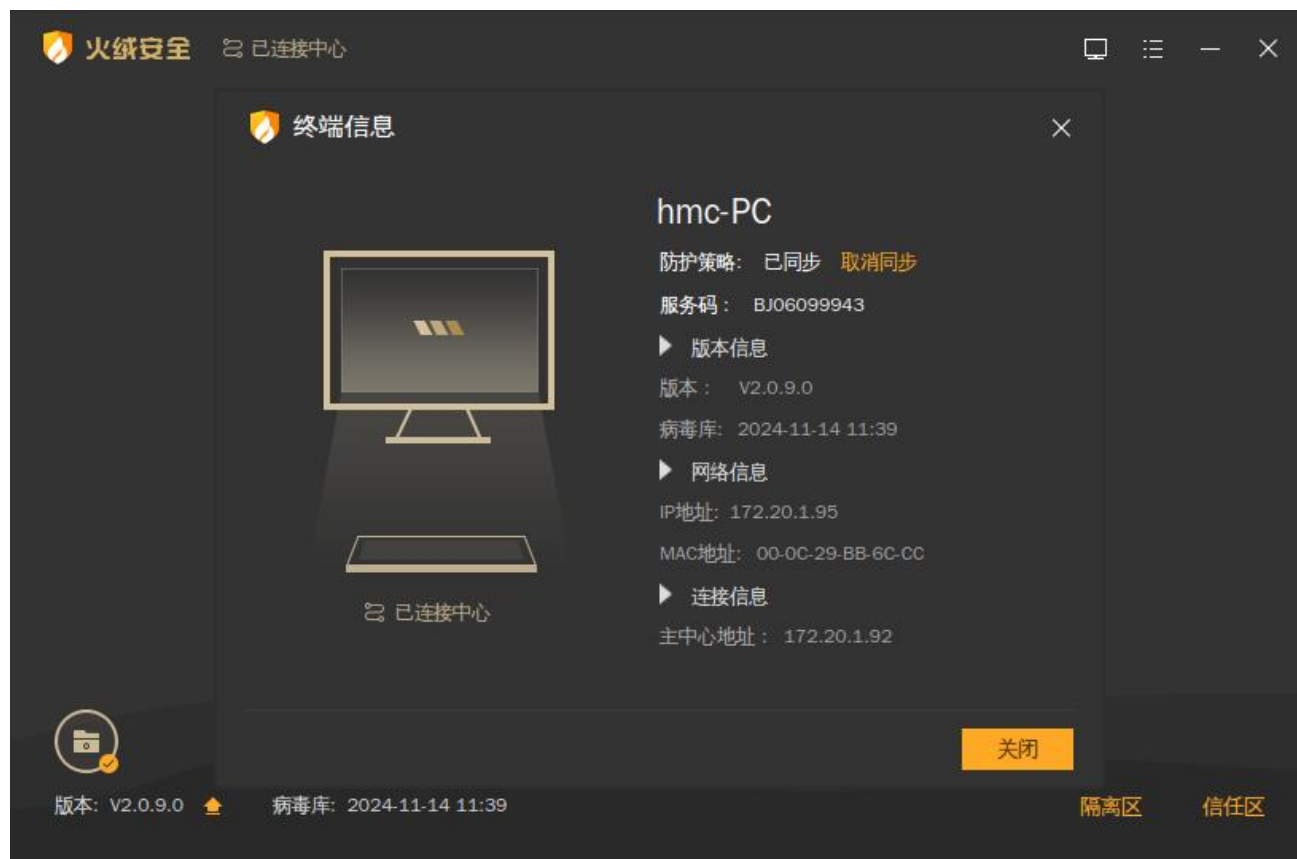 火绒安全 已连接中心
终端信息
hmc-PC
防护策略: 已同步 取消同步
服务码: BJ06099943
版本信息
版本: V2.0.9.0
病毒库: 2024-11-14 11:39
网络信息
IP地址: 172.20.1.95
MAC地址: 00-0C-29-BB-6C-CC
连接信息
主中心地址: 172.20.1.92
已连接中心
关闭
版本: V2.0.9.0 病毒库: 2024-11-14 11:39 隔离区 信任区